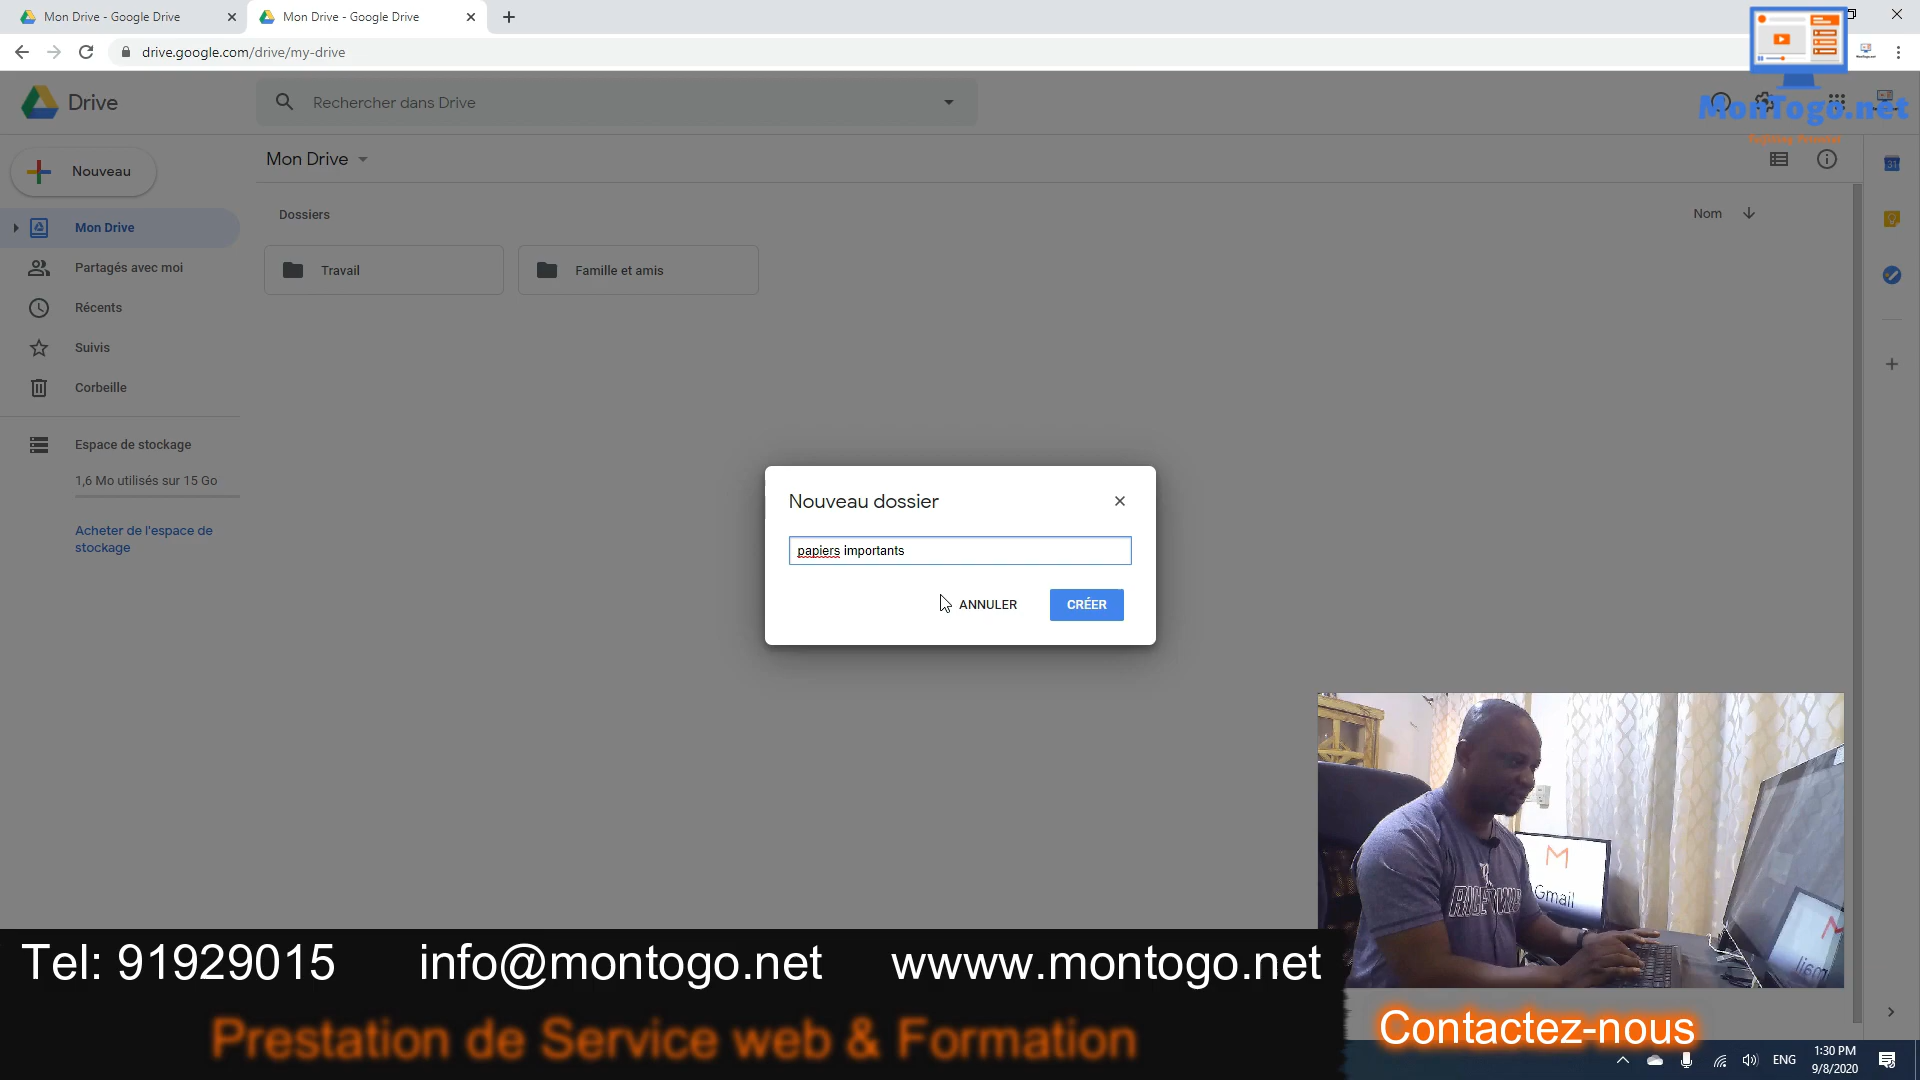 Mon Drive - Google Drive
Mon Drive - Google Drive
drive.google.com/drive/my-drive
Drive
Rechercher dans Drive
MonTogo.net
Nouveau
Mon Drive
Dossiers
Nom
Mon Drive
Partagés avec moi
Récents
Suivis
Corbeille
Travail
Famille et amis
Espace de stockage
1,6 Mo utilisés sur 15 Go
Acheter de l'espace de
stockage
31
Nouveau dossier
papiers importants
ANNULER
CRÉER
Gmail
Tel: 91929015 info@montogo.net wwww.montogo.net
Prestation de Service web & Formation
Contactez-nous
ENG
1:30 PM
9/8/2020